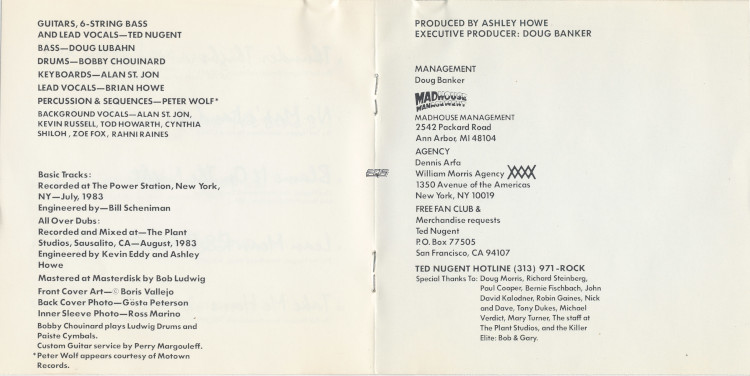 GUITARS, 6-STRING BASS
AND LEAD VOCALS—TED NUGENT
BASS—DOUG LUBAHN
DRUMS—BOBBY CHOUINARD
KEYBOARDS—ALAN ST. JON
LEAD VOCALS—BRIAN HOWE
PERCUSSION & SEQUENCES—PETER WOLF*
BACKGROUND VOCALS—ALAN ST. JON,
KEVIN RUSSELL, TOD HOWARTH, CYNTHIA
SHILOH, ZOE FOX, RAHNI RAINES
Basic Tracks:
Recorded at The Power Station, New York,
NY—July, 1983
Engineered by—Bill Scheniman
All Over Dubs:
Recorded and Mixed at—The Plant
Studios, Sausalito, CA—August, 1983
Engineered by Kevin Eddy and Ashley
Howe
Mastered at Masterdisk by Bob Ludwig
Front Cover Art—© Boris Vallejo
Back Cover Photo—Gösta Peterson
Inner Sleeve Photo—Ross Marino
Bobby Chouinard plays Ludwig Drums and
Paiste Cymbals.
Custom Guitar service by Perry Margouleff.
*Peter Wolf appears courtesy of Motown
Records.
PRODUCED BY ASHLEY HOWE
EXECUTIVE PRODUCER: DOUG BANKER
MANAGEMENT
Doug Banker
MADHOUSE
MANAGEMENT
MADHOUSE MANAGEMENT
2542 Packard Road
Ann Arbor, MI 48104
AGENCY
Dennis Arfa
William Morris Agency
1350 Avenue of the Americas
New York, NY 10019
FREE FAN CLUB &
Merchandise requests
Ted Nugent
P.O. Box 77505
San Francisco, CA 94107
TED NUGENT HOTLINE (313) 971-ROCK
Special Thanks To: Doug Morris, Richard Steinberg,
Paul Cooper, Bernie Fischbach, John
David Kalodner, Robin Gaines, Nick
and Dave, Tony Dukes, Michael
Verdict, Mary Turner, The staff at
The Plant Studios, and the Killer
Elite: Bob & Gary.